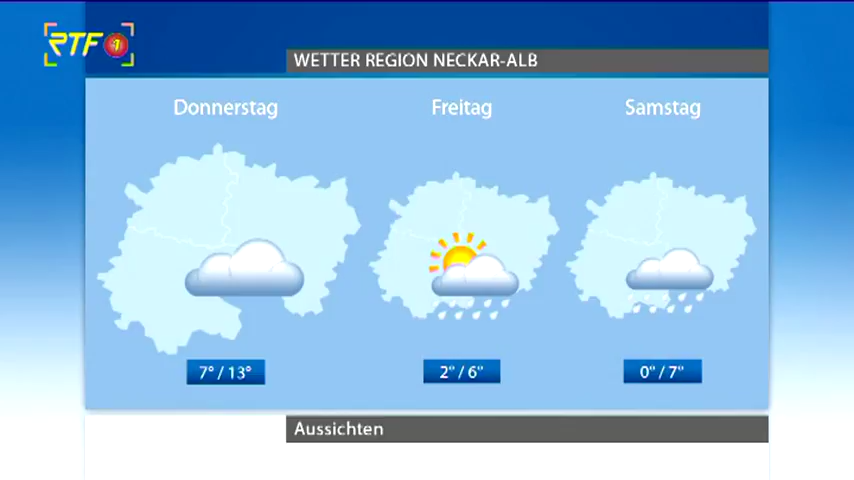 RTF 1
WETTER REGION NECKAR-ALB
Donnerstag
Freitag
Samstag
7° / 13°
2° / 6°
0° / 7°
Aussichten